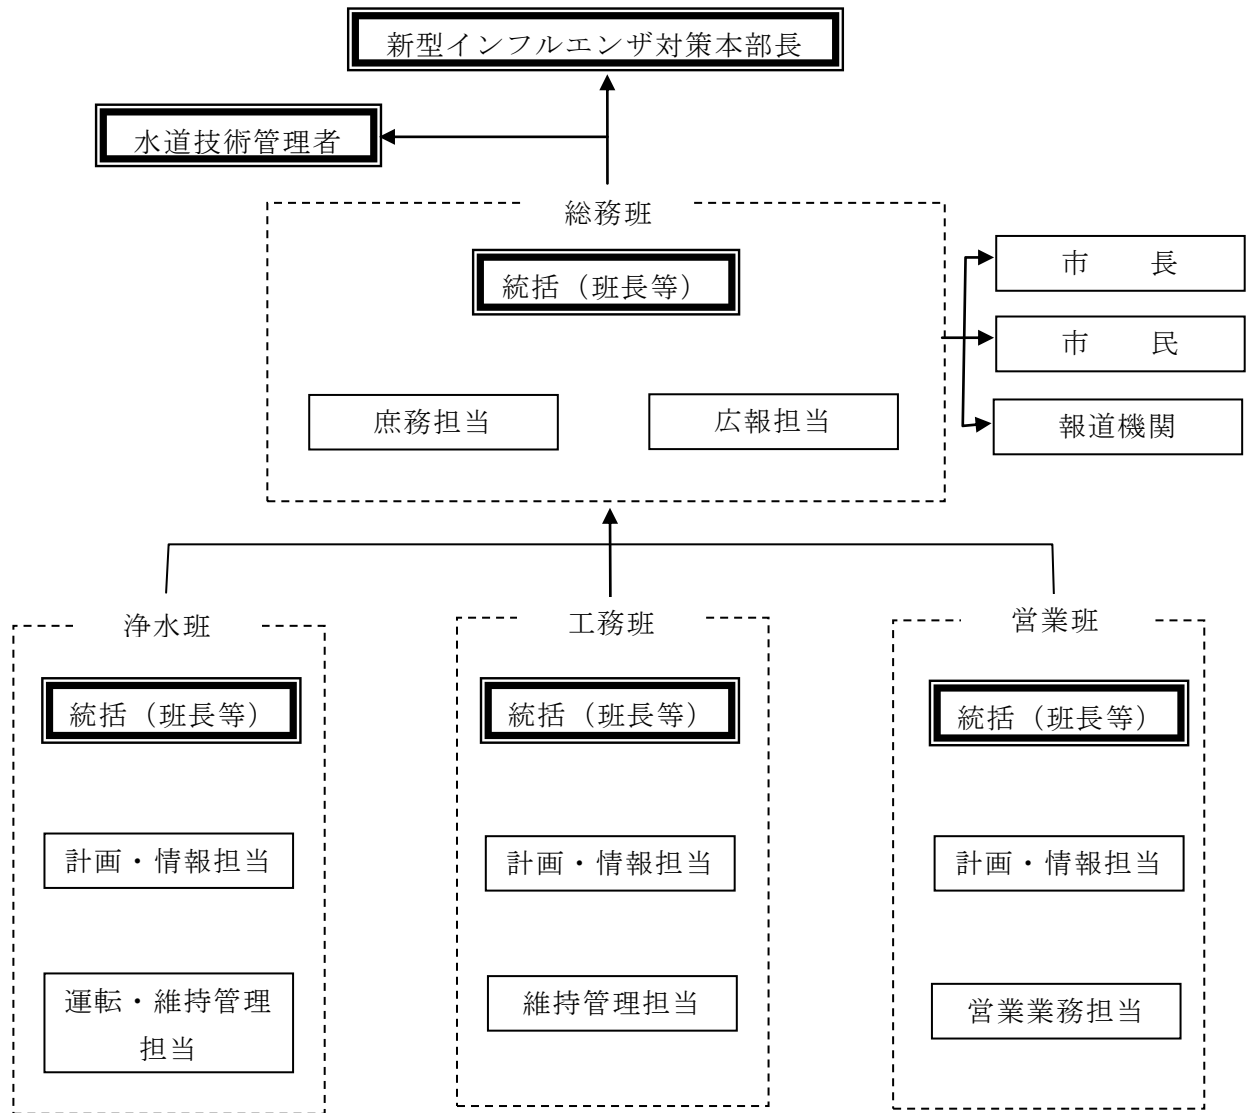 新型インフルエンザ対策本部長
水道技術管理者
総務班
統括（班長等）
市　　長
市　　民
庶務担当
広報担当
報道機関
浄水班
工務班
営業班
統括（班長等）
統括（班長等）
統括（班長等）
計画・情報担当
計画・情報担当
計画・情報担当
運転・維持管理
担当
維持管理担当
営業業務担当